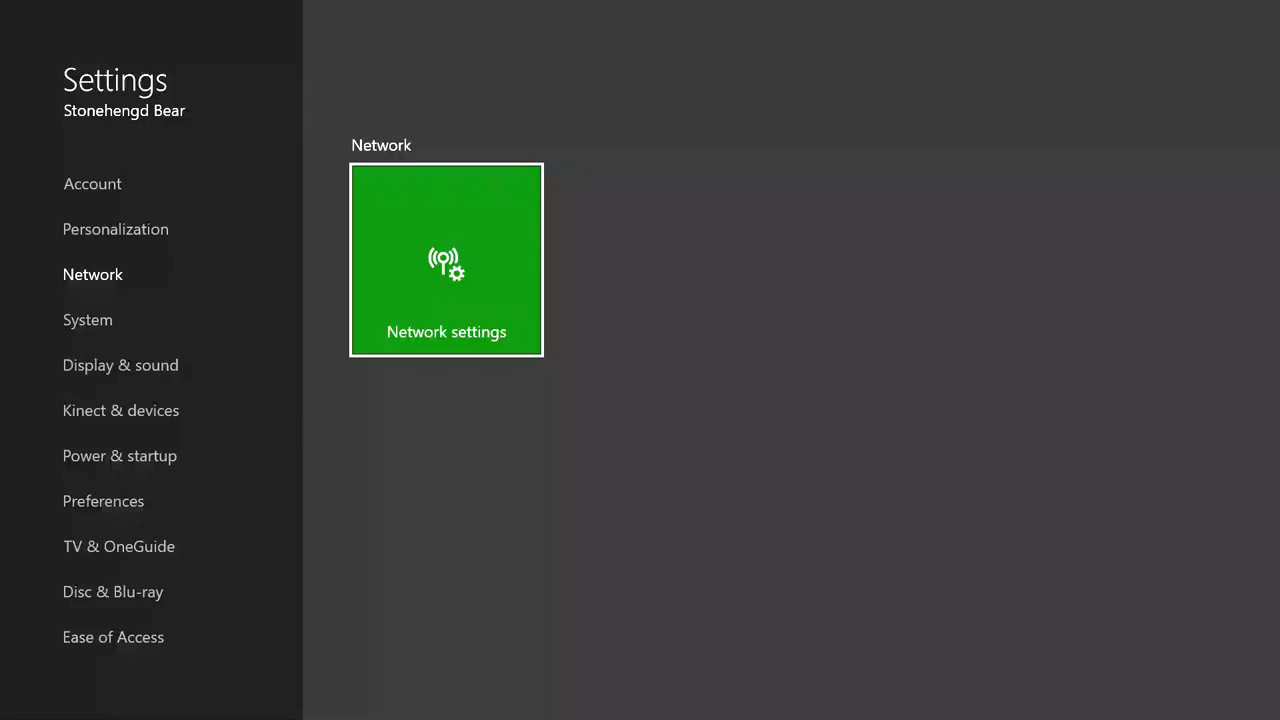 Settings
Stonehengd Bear
Account
Personalization
Network
System
Display & sound
Kinect & devices
Power & startup
Preferences
TV & OneGuide
Disc & Blu-ray
Ease of Access
Network
Network settings